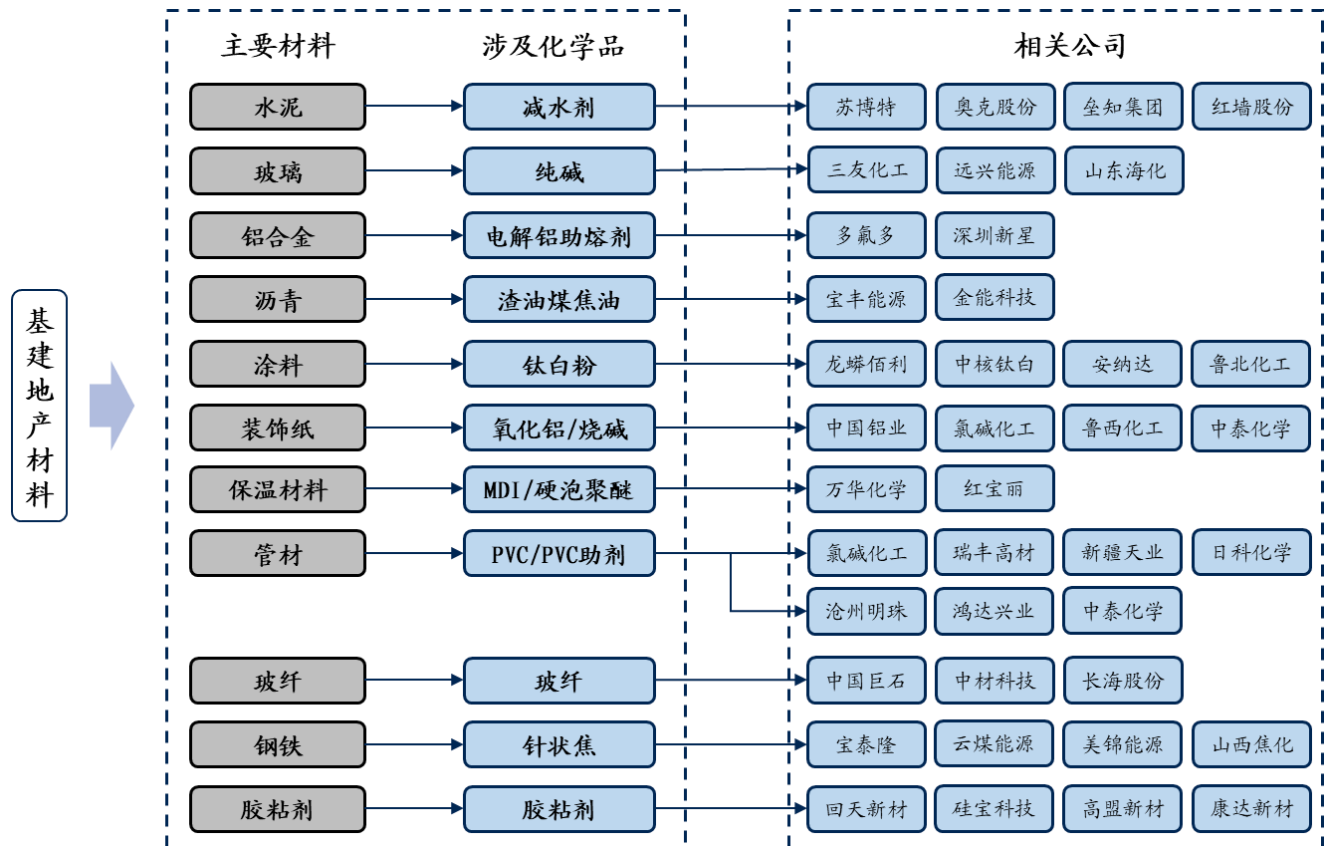 主要材料 涉及化学品 相关公司
水泥 减水剂 苏博特 奥克股份 垒知集团 红墙股份
玻璃 纯碱 三友化工 远兴能源 山东海化
铝合金 电解铝助熔剂 多氟多 深圳新星
沥青 渣油煤焦油 宝丰能源 金能科技
涂料 钛白粉 龙蟒佰利 中核钛白 安纳达 鲁北化工
装饰纸 氧化铝/烧碱 中国铝业 氯碱化工 鲁西化工 中泰化学
保温材料 MDI/硬泡聚醚 万华化学 红宝丽
管材 PVC/PVC助剂 氯碱化工 瑞丰高材 新疆天业 日科化学
沧州明珠 鸿达兴业 中泰化学
玻纤 玻纤 中国巨石 中材科技 长海股份
钢铁 针状焦 宝泰隆 云煤能源 美锦能源 山西焦化
胶粘剂 胶粘剂 回天新材 硅宝科技 高盟新材 康达新材
基建地产材料